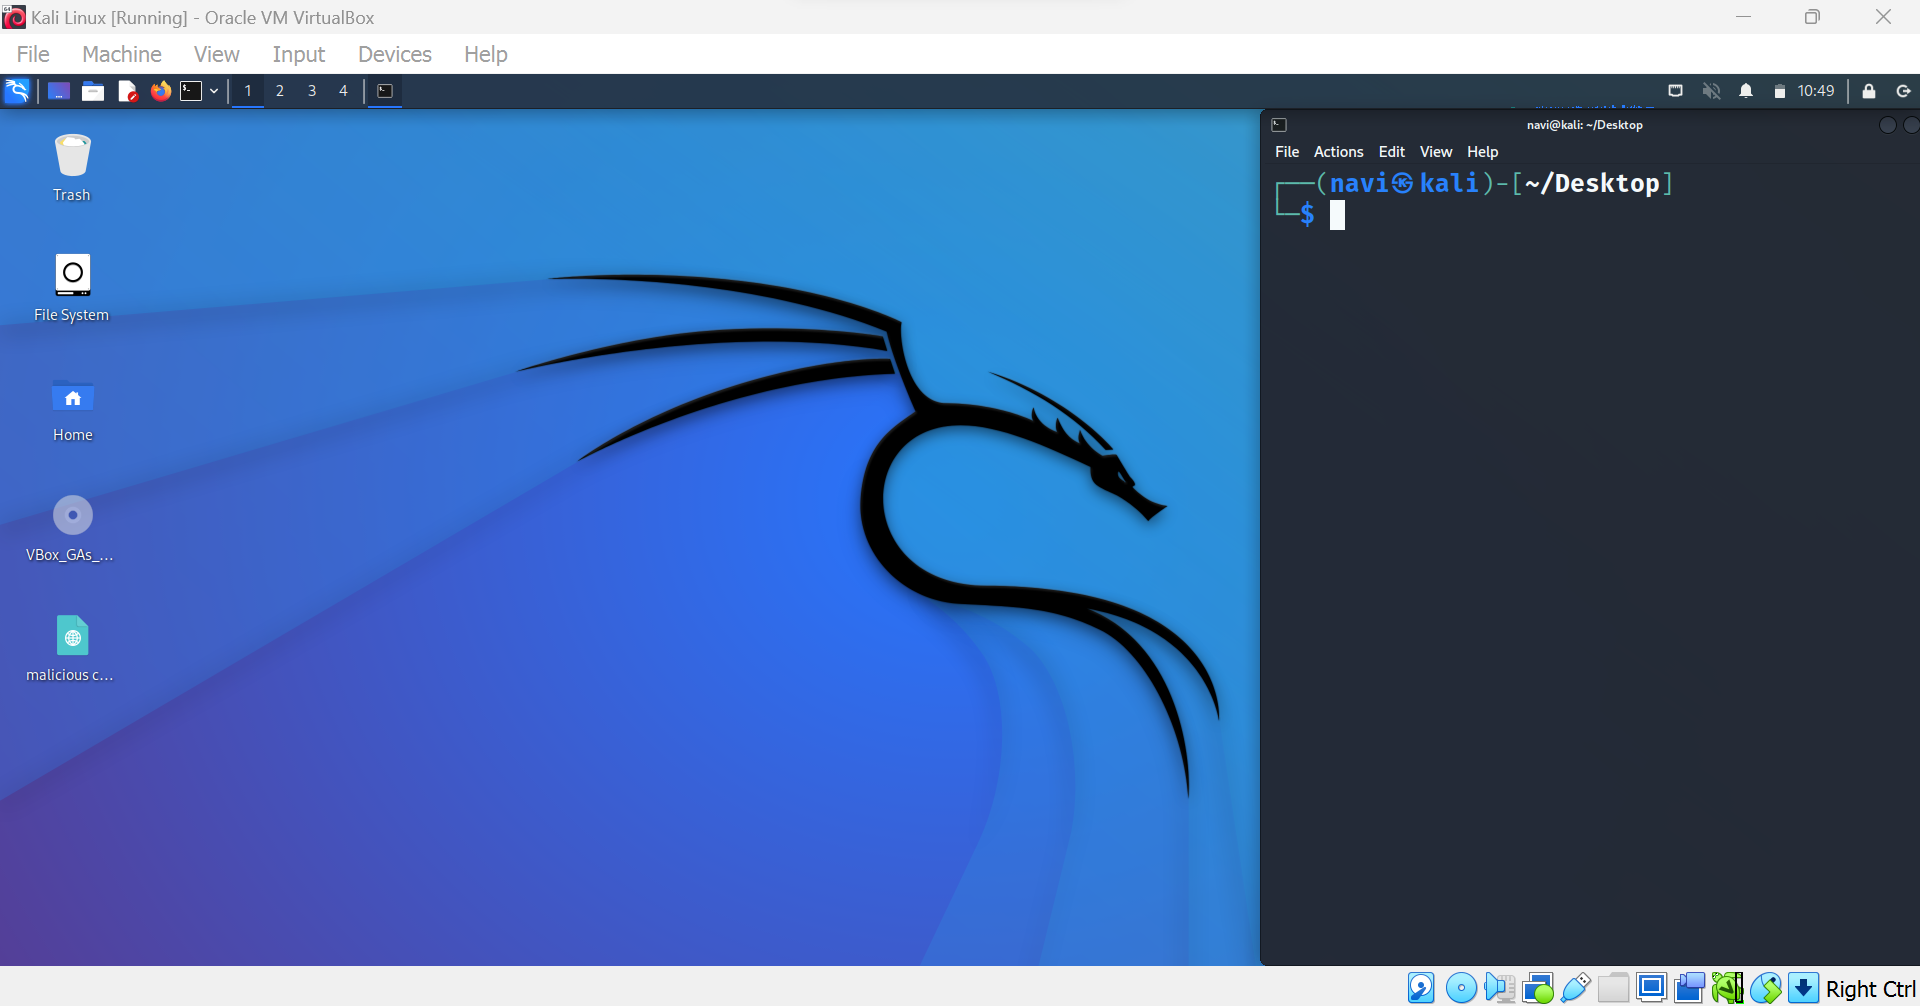 Kali Linux [Running] - Oracle VM VirtualBox
File Machine View Input Devices Help
1 2 3 4
10:49
Trash
File System
Home
VBox_GAs_...
malicious c...
navi@kali: ~/Desktop
File Actions Edit View Help
(navi㉿kali)-[~/Desktop]
$
Right Ctrl